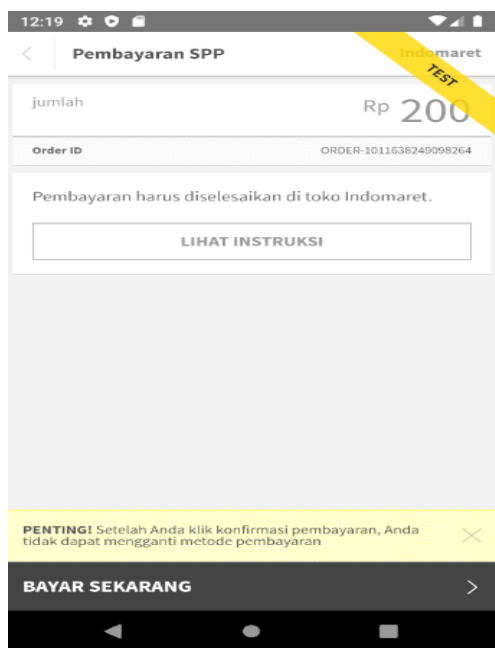 12:19
Pembayaran SPP
Indomaret
TEST
jumlah
Rp 200
Order ID
ORDER-1011638249098264
Pembayaran harus diselesaikan di toko Indomaret.
LIHAT INSTRUKSI
PENTING! Setelah Anda klik konfirmasi pembayaran, Anda
tidak dapat mengganti metode pembayaran
BAYAR SEKARANG